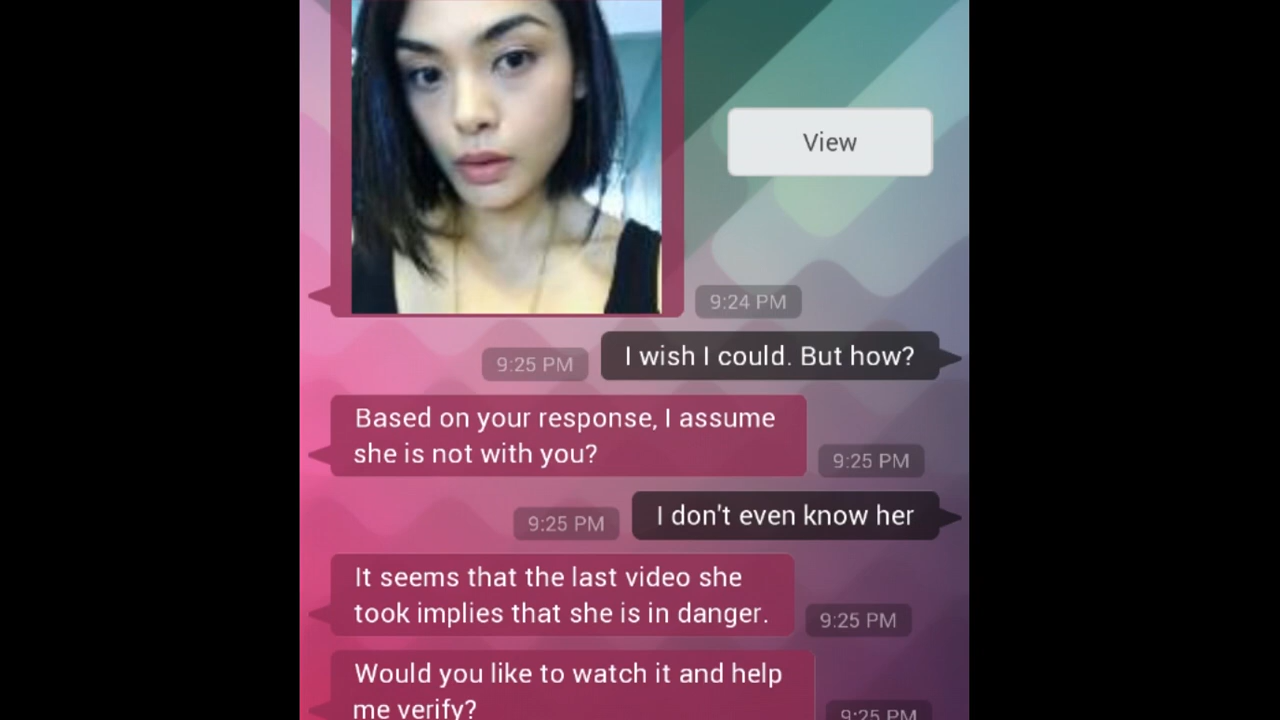 View
9:24 PM
I wish I could. But how?
9:25 PM
Based on your response, I assume
she is not with you?
9:25 PM
I don't even know her
9:25 PM
It seems that the last video she
took implies that she is in danger.
9:25 PM
Would you like to watch it and help
me verify?
9:25 PM